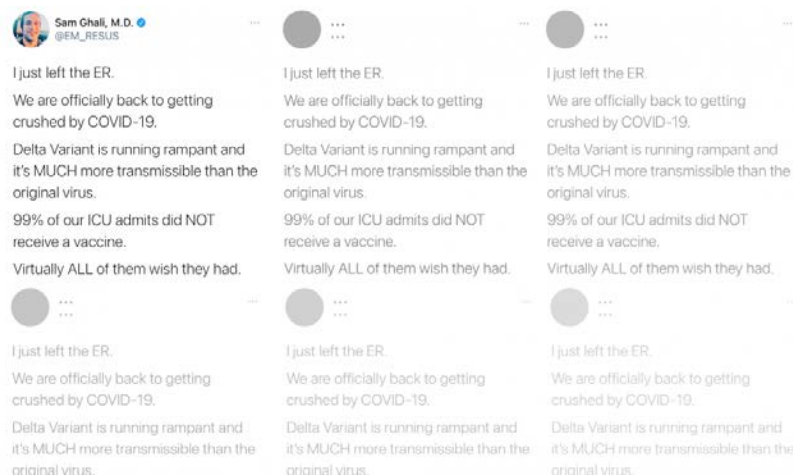 Sam Ghali, M.D.
@EM_RESUS
I just left the ER.
We are officially back to getting
crushed by COVID-19.
Delta Variant is running rampant and
it's MUCH more transmissible than the
original virus.
99% of our ICU admits did NOT
receive a vaccine.
Virtually ALL of them wish they had.
I just left the ER.
We are officially back to getting
crushed by COVID-19.
Delta Variant is running rampant and
it's MUCH more transmissible than the
original virus.
99% of our ICU admits did NOT
receive a vaccine.
Virtually ALL of them wish they had.
I just left the ER.
We are officially back to getting
crushed by COVID-19.
Delta Variant is running rampant and
it's MUCH more transmissible than the
original virus.
99% of our ICU admits did NOT
receive a vaccine.
Virtually ALL of them wish they had.
I just left the ER.
We are officially back to getting
crushed by COVID-19.
Delta Variant is running rampant and
it's MUCH more transmissible than the
original virus.
I just left the ER.
We are officially back to getting
crushed by COVID-19.
Delta Variant is running rampant and
it's MUCH more transmissible than the
original virus.
I just left the ER.
We are officially back to getting
crushed by COVID-19.
Delta Variant is running rampant and
it's MUCH more transmissible than the
original virus.